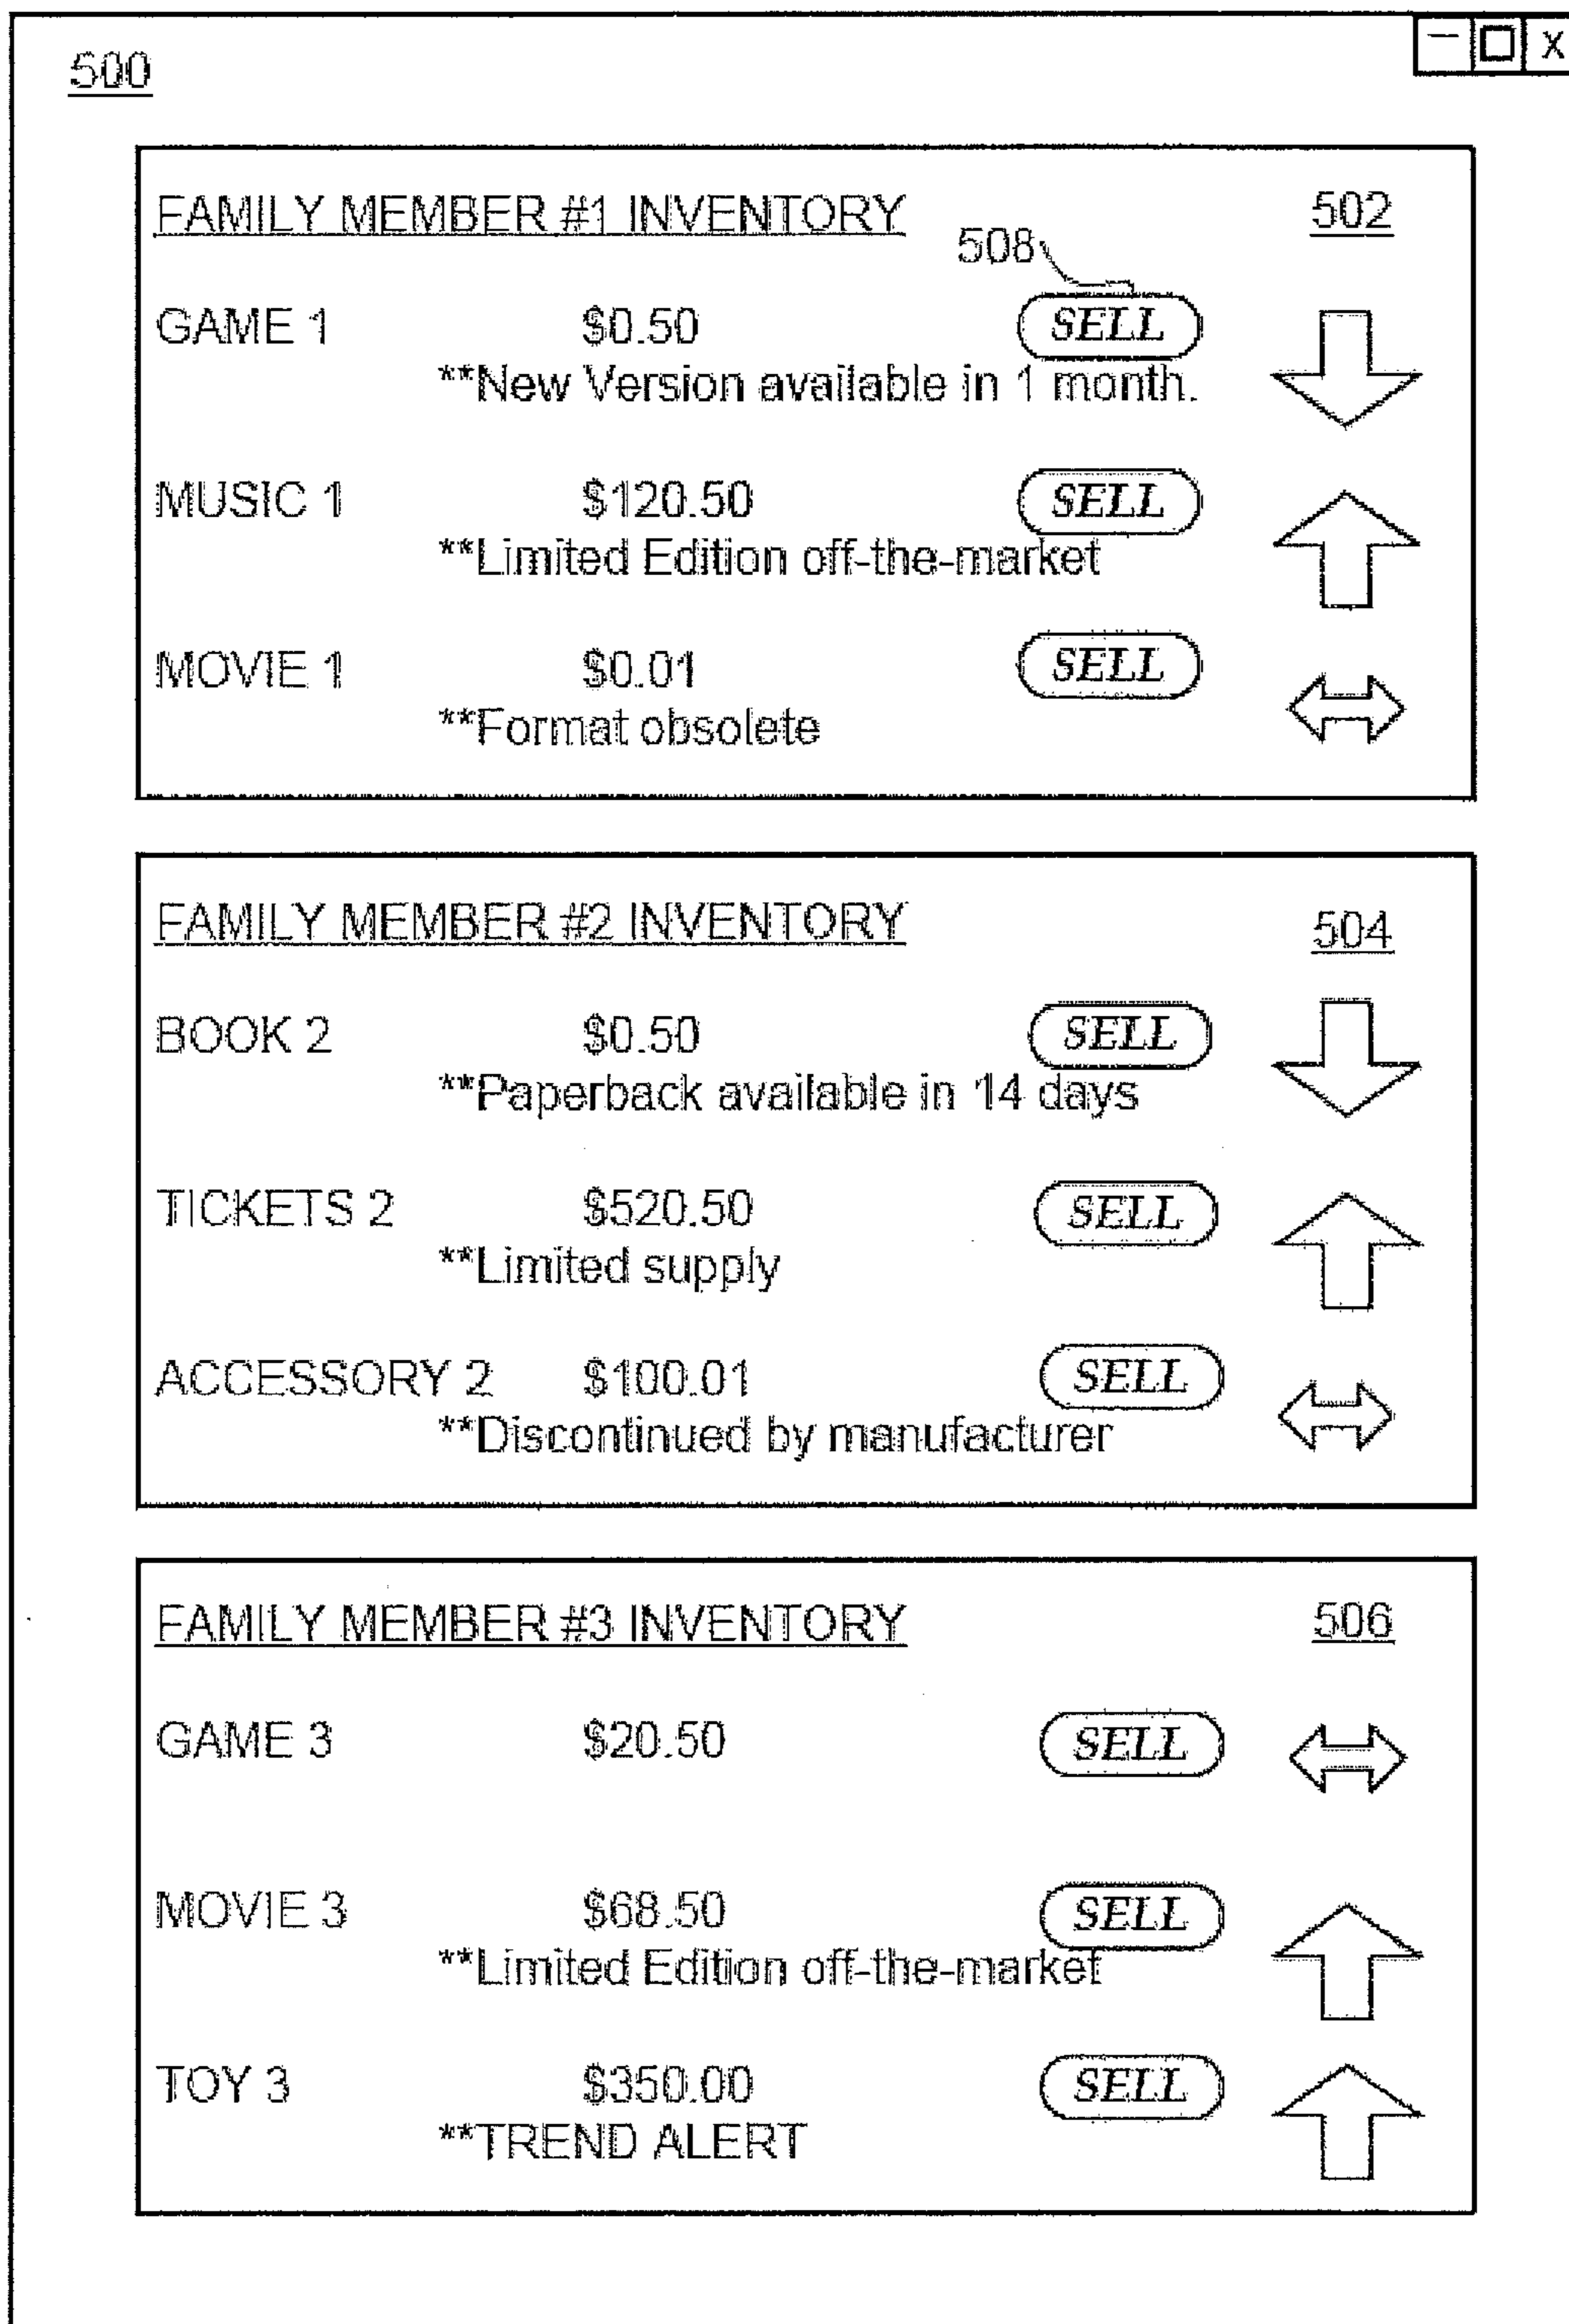 500
— □ X
FAMILY MEMBER #1 INVENTORY 502
508
GAME 1 $0.50 SELL
**New Version available in 1 month.
MUSIC 1 $120.50 SELL
**Limited Edition off-the-market
MOVIE 1 $0.01 SELL
**Format obsolete
FAMILY MEMBER #2 INVENTORY 504
BOOK 2 $0.50 SELL
**Paperback available in 14 days
TICKETS 2 $520.50 SELL
**Limited supply
ACCESSORY 2 $100.01 SELL
**Discontinued by manufacturer
FAMILY MEMBER #3 INVENTORY 506
GAME 3 $20.50 SELL
MOVIE 3 $68.50 SELL
**Limited Edition off-the-market
TOY 3 $350.00 SELL
**TREND ALERT